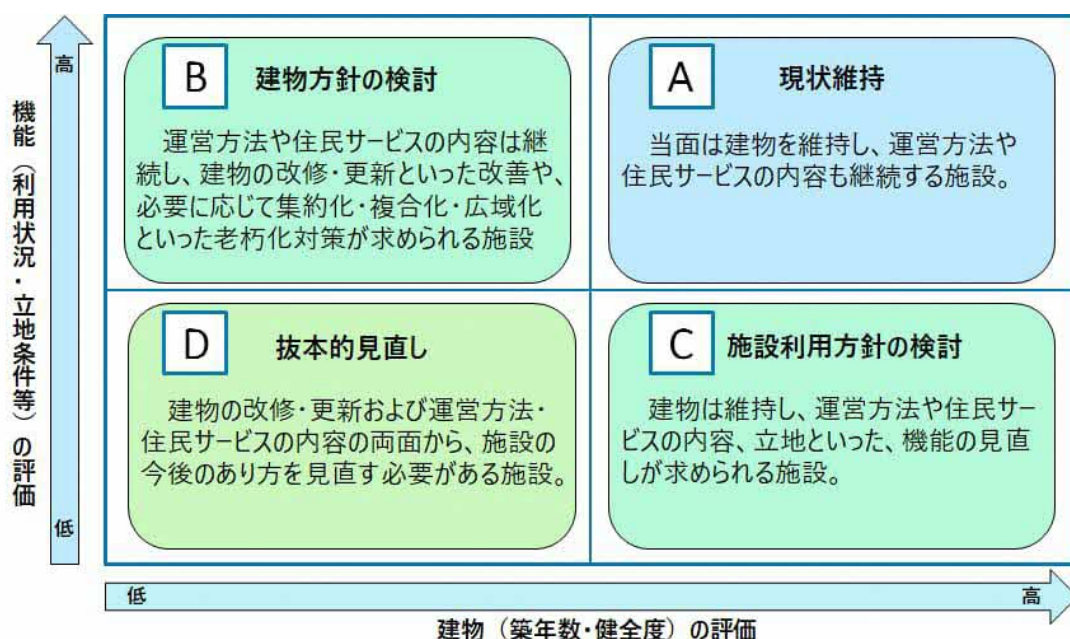 高
機能（利用状況・立地条件等）の評価
低
B
建物方針の検討
運営方法や住民サービスの内容は継
続し、建物の改修・更新といった改善や、
必要に応じて集約化・複合化・広域化
といった老朽化対策が求められる施設
A
現状維持
当面は建物を維持し、運営方法や
住民サービスの内容も継続する施設。
D
抜本的見直し
建物の改修・更新および運営方法・
住民サービスの内容の両面から、施設の
今後のあり方を見直す必要がある施設。
C
施設利用方針の検討
建物は維持し、運営方法や住民サー
ビスの内容、立地といった、機能の見直
しが求められる施設。
低
高
建物（築年数・健全度）の評価